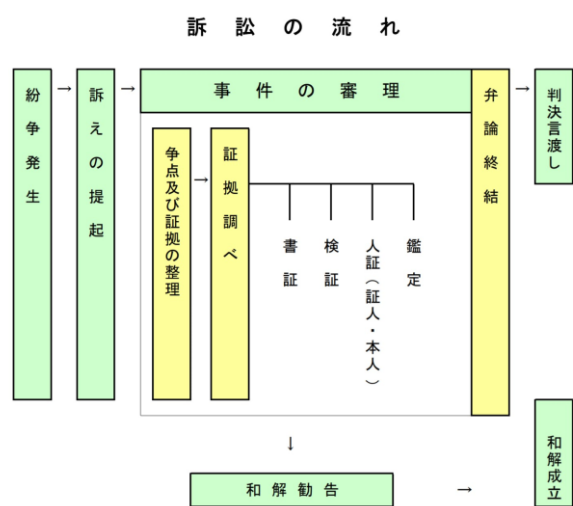 訴訟の流れ
紛争発生
→
訴えの提起
→
事件の審理
争点及び証拠の整理
→
証拠調べ
書証
検証
人証(証人・本人)
鑑定
弁論終結
→
判決言渡し
↓
和解勧告
→
和解成立